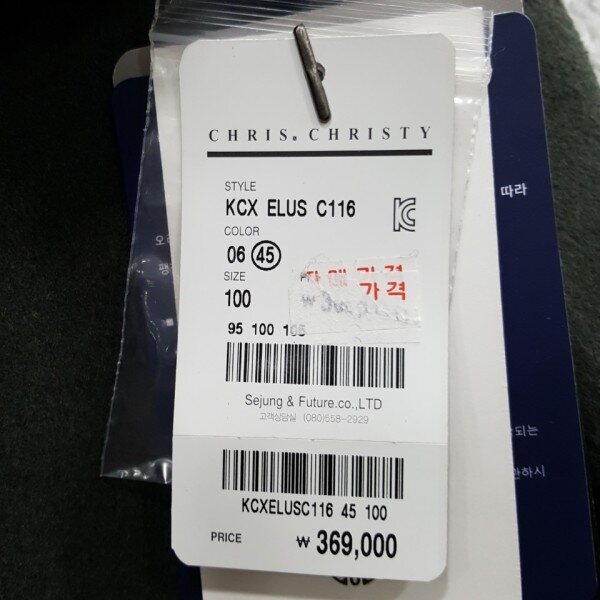 CHRIS. CHRISTY
STYLE
KCX ELUS C116
COLOR
06 45
SIZE
100
가격
95 100 105
Sejung & Future.co.,LTD
고객상담실 (080)558-2929
KCXELUSC116 45 100
PRICE ₩ 369,000
따라
되는
하시